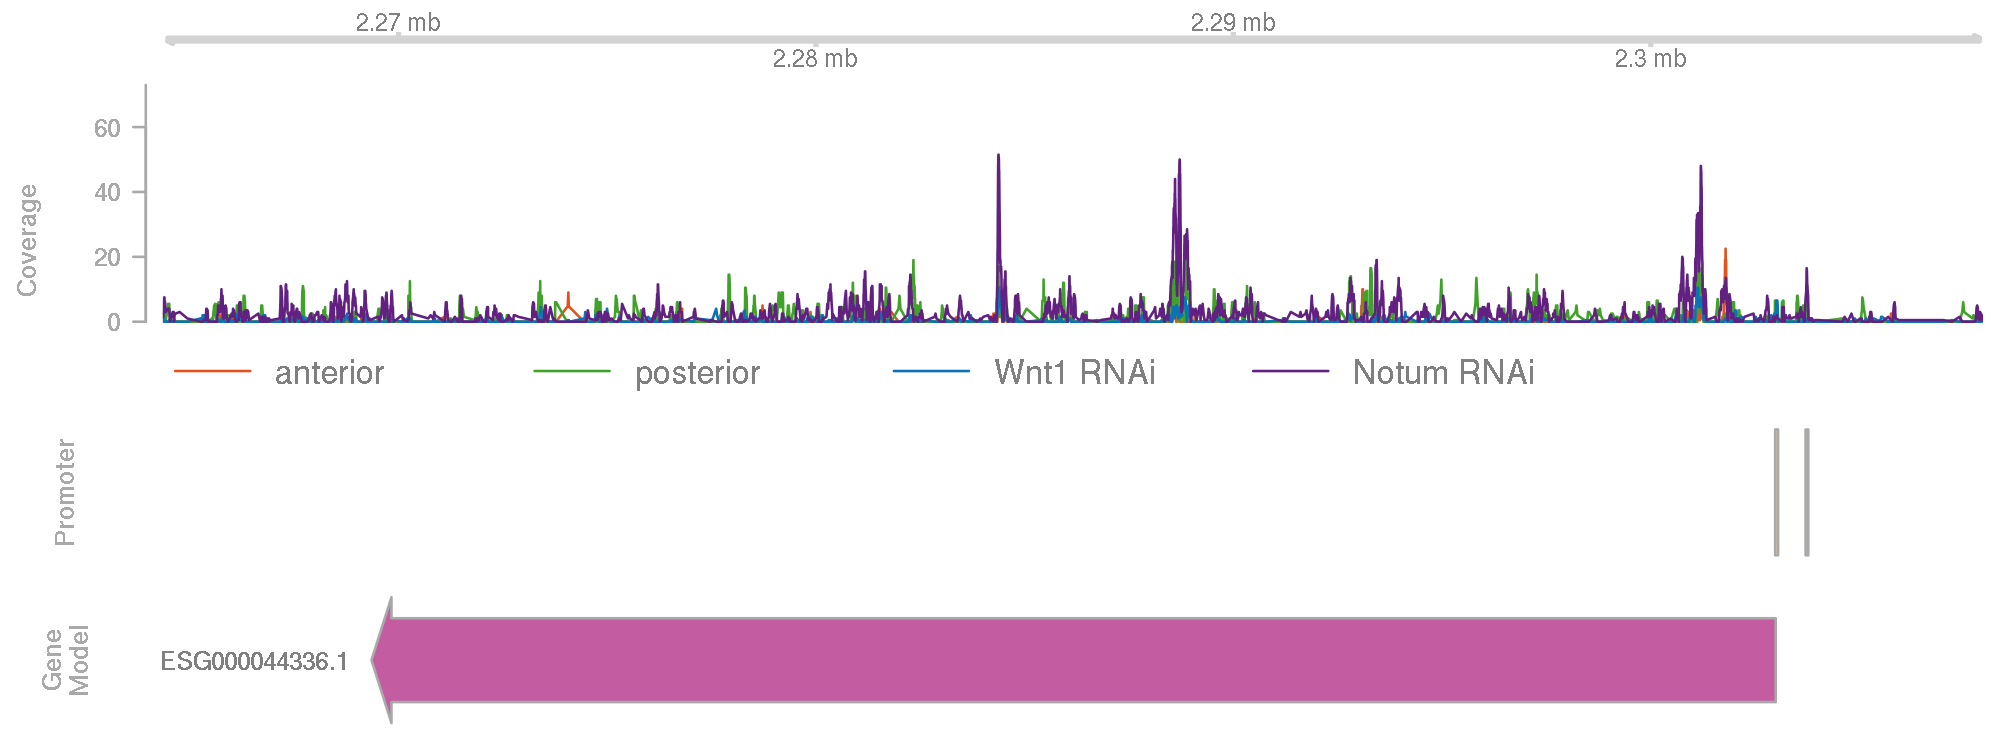 2.27 mb
2.29 mb
2.28 mb
2.3 mb
Coverage
60
40
20
0
anterior posterior Wnt1 RNAi Notum RNAi
Promoter
Gene
Model
ESG000044336.1